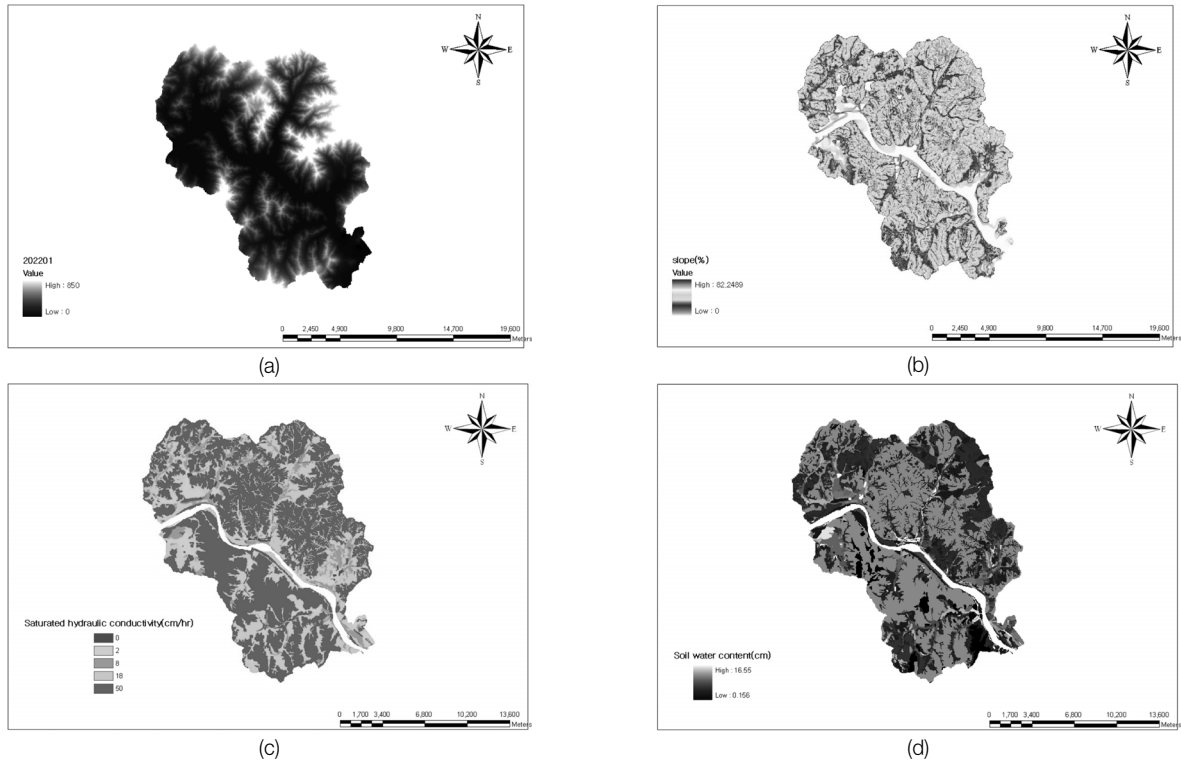 N
W E
S
202201
Value
High : 850
Low : 0
0 2,450 4,900 9,800 14,700 19,600
Meters
(a)
N
W E
S
slope(%)
Value
High : 82.2489
Low : 0
0 2,450 4,900 9,800 14,700 19,600
Meters
(b)
N
W E
S
Saturated hydraulic conductivity(cm/hr)
0
2
8
18
50
0 1,700 3,400 6,800 10,200 13,600
Meters
(c)
N
W E
S
Soil water content(cm)
High : 16.55
Low : 0.156
0 1,700 3,400 6,800 10,200 13,600
Meters
(d)